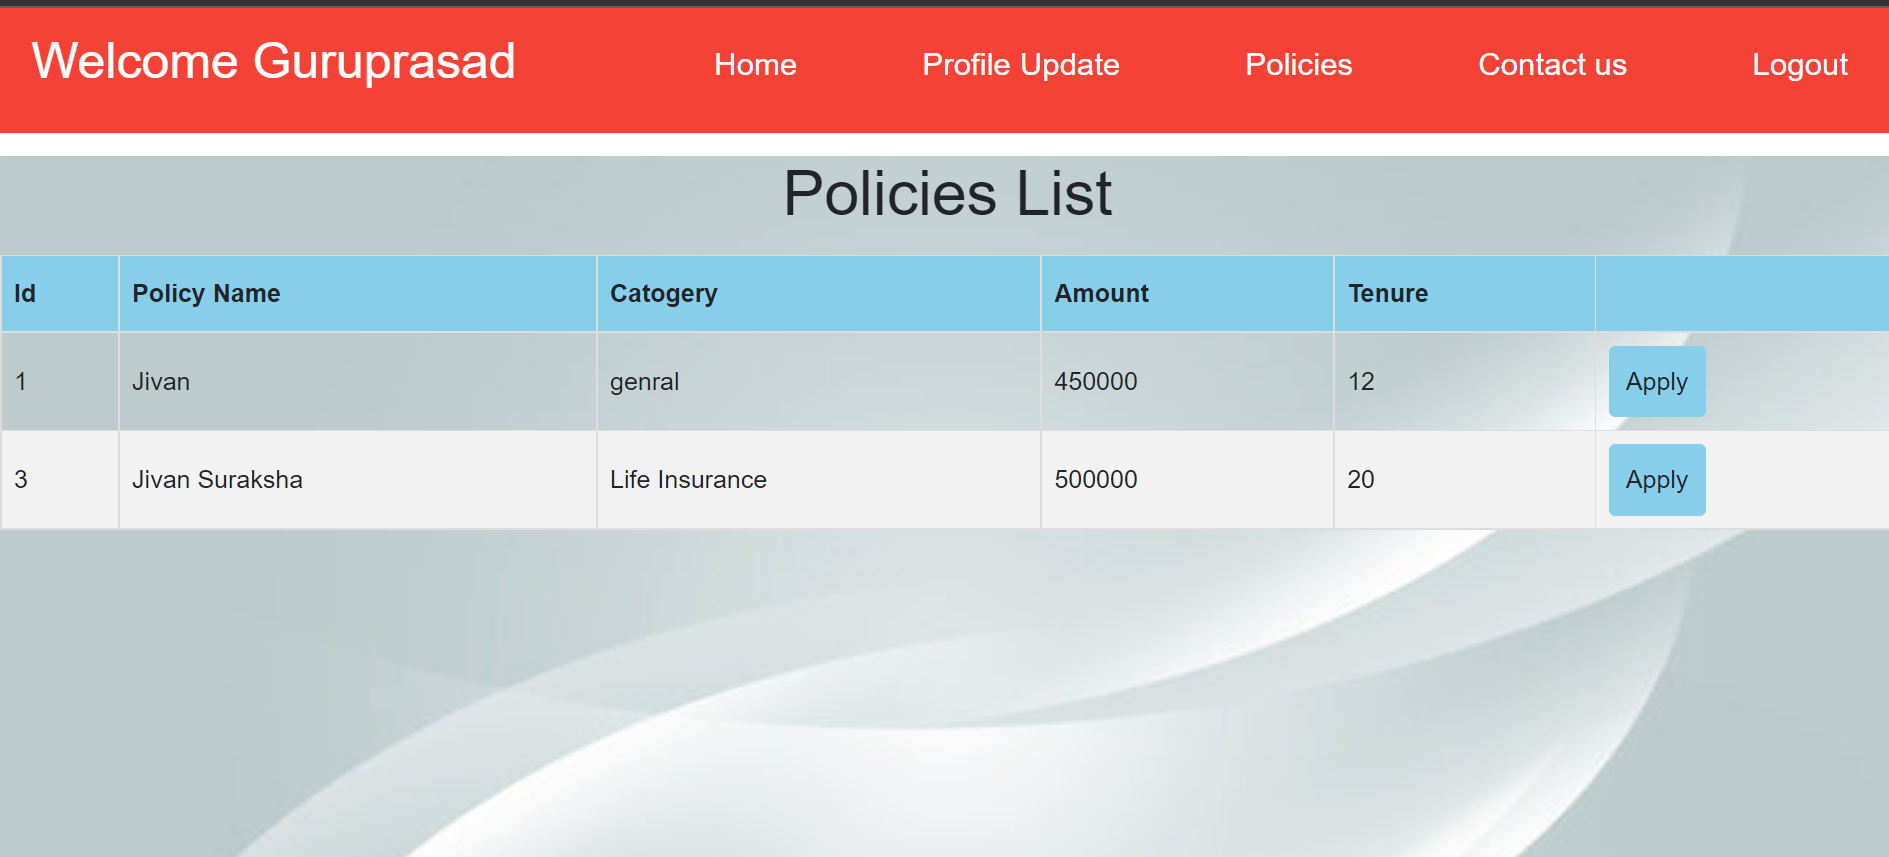 Welcome Guruprasad Home Profile Update Policies Contact us Logout
Policies List
Id Policy Name Catogery Amount Tenure
1 Jivan genral 450000 12 Apply
3 Jivan Suraksha Life Insurance 500000 20 Apply